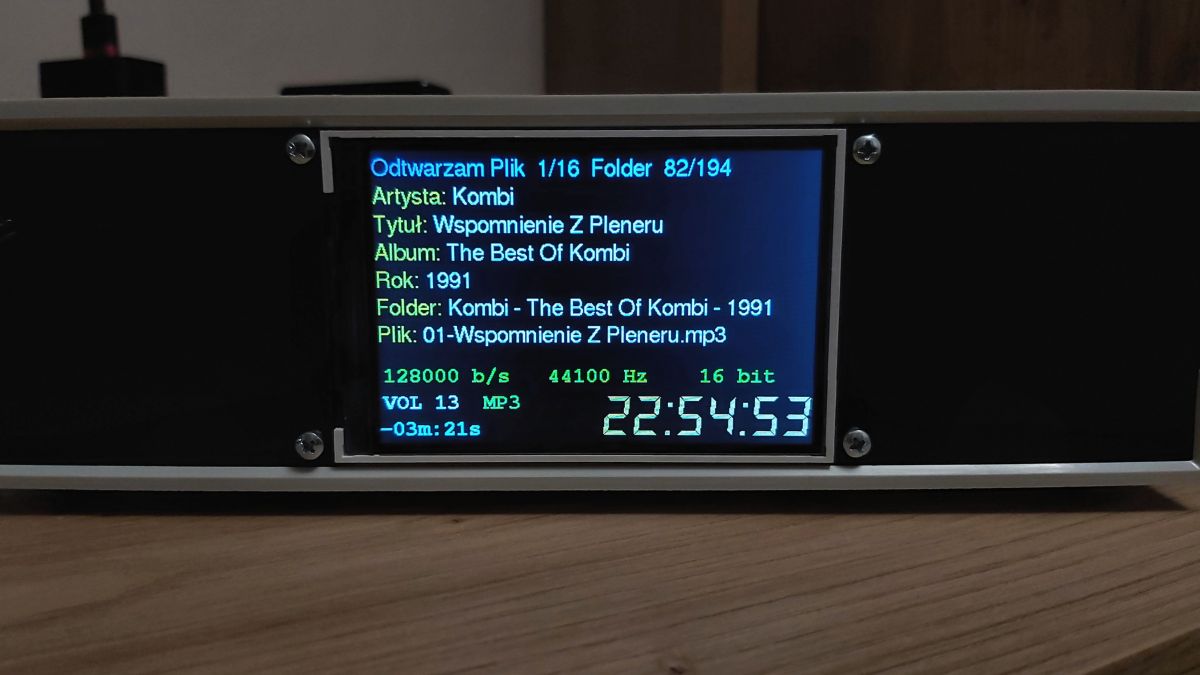 Odtwarzam Plik 1/16 Folder 82/194
Artysta: Kombi
Tytuł: Wspomnienie Z Pleneru
Album: The Best Of Kombi
Rok: 1991
Folder: Kombi - The Best Of Kombi - 1991
Plik: 01-Wspomnienie Z Pleneru.mp3
128000 b/s 44100 Hz 16 bit
VOL 13 MP3
-03m:21s 22:54:53